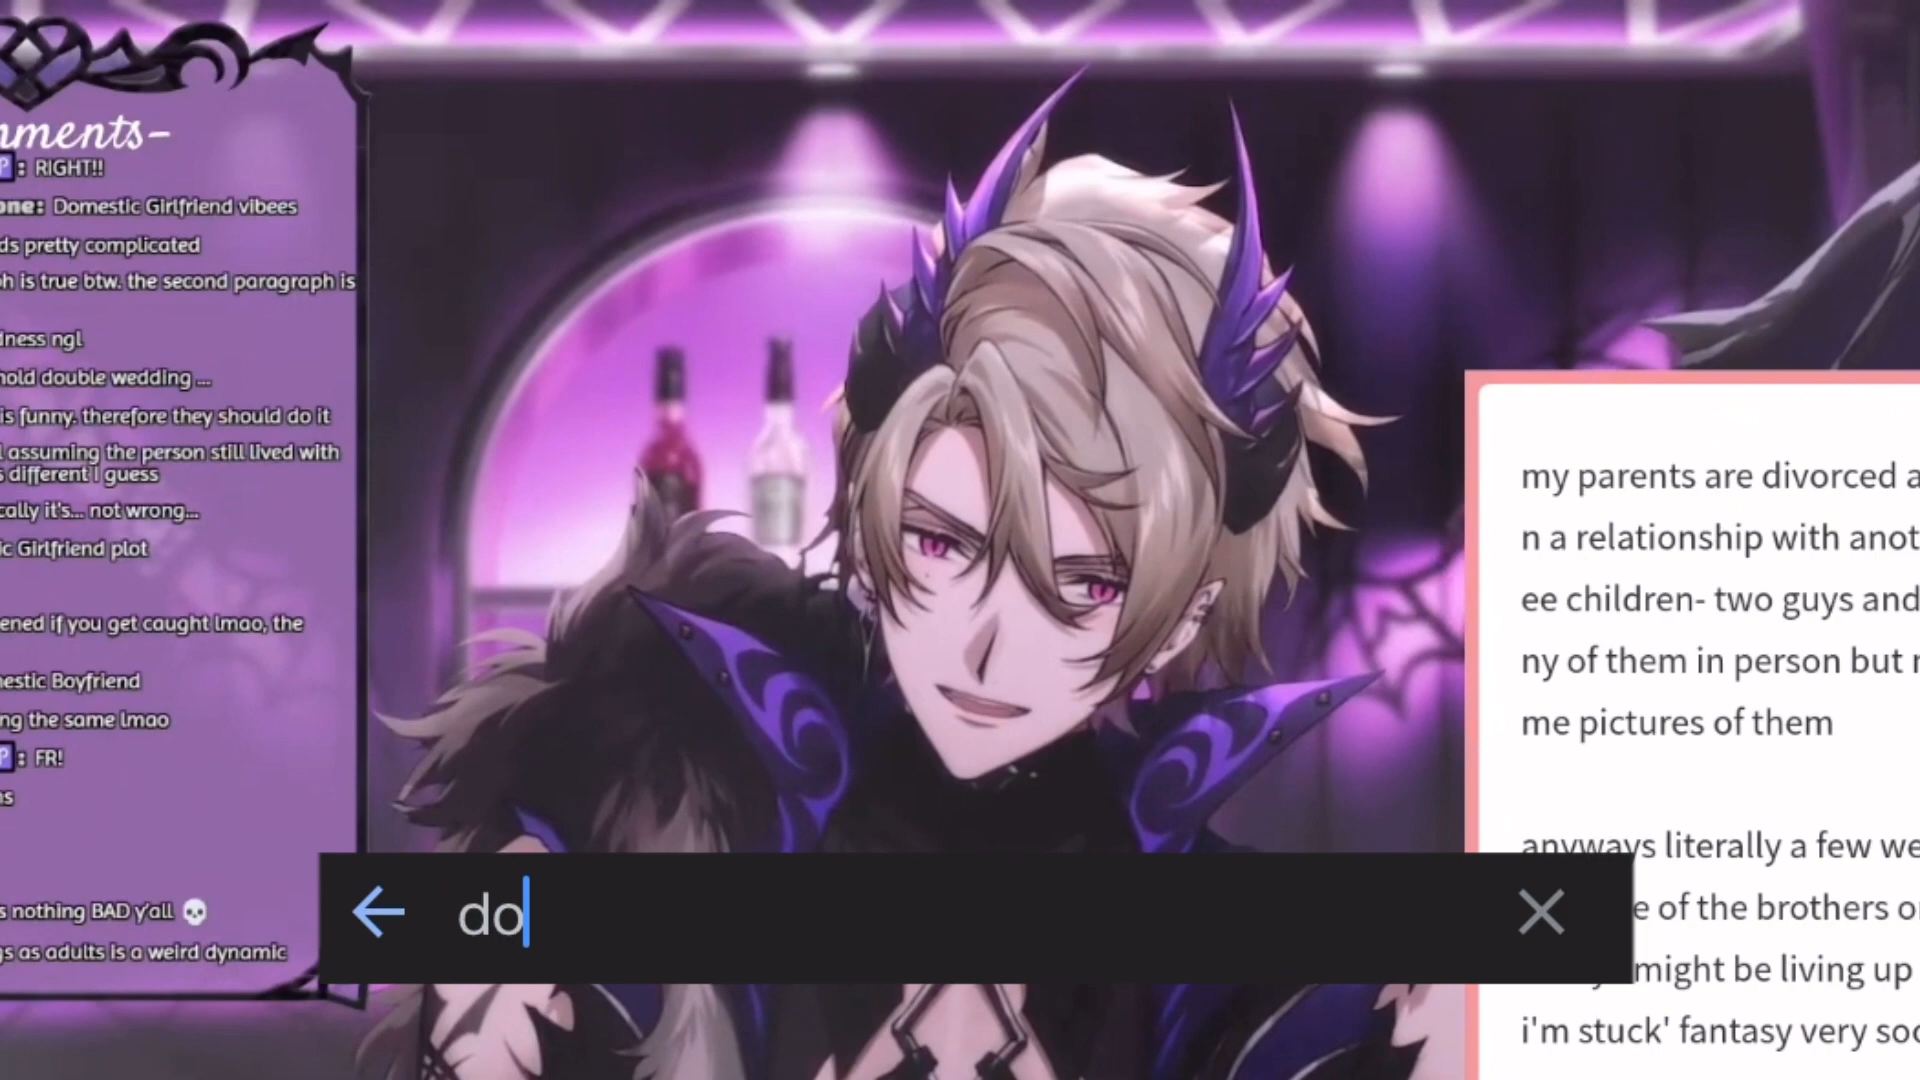 mments-
: RIGHT!!
one: Domestic Girlfriend vibees
ds pretty complicated
ph is true btw. the second paragraph is
dness ngl
hold double wedding ...
is funny. therefore they should do it
l assuming the person still lived with
s different I guess
cally it's... not wrong...
ic Girlfriend plot
ened if you get caught lmao, the
nestic Boyfriend
ng the same lmao
: FR!
as
s nothing BAD y'all 💀
gs as adults is a weird dynamic
do
my parents are divorced a
n a relationship with anot
ee children- two guys and
ny of them in person but
me pictures of them
anyways literally a few we
e of the brothers o
might be living up
i'm stuck' fantasy very soo